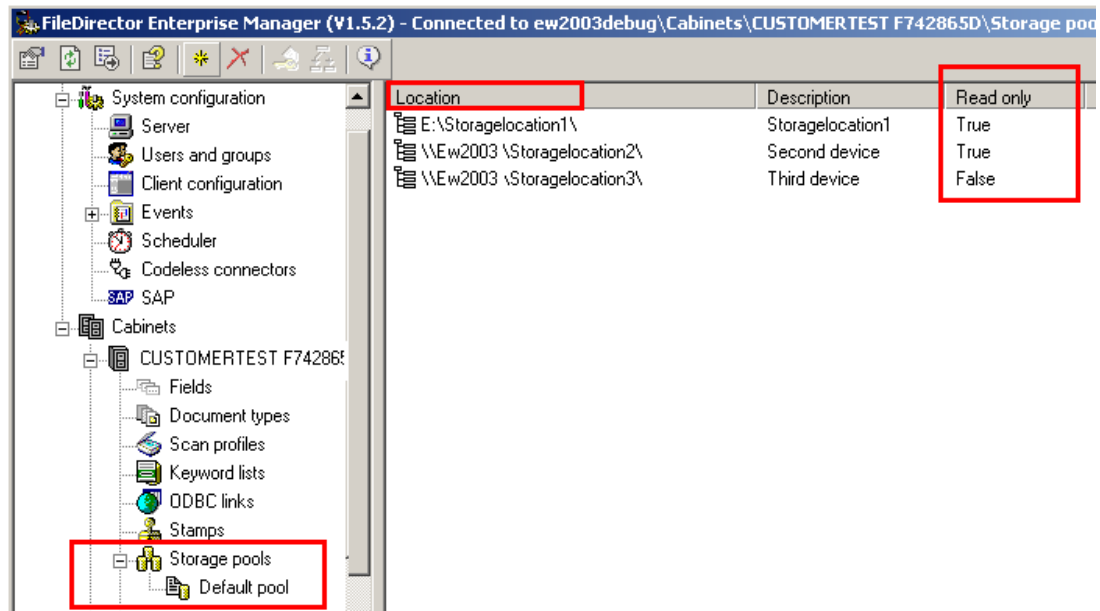 FileDirector Enterprise Manager (V1.5.2) - Connected to ew2003debug\Cabinets\CUSTOMERTEST F742865D\Storage poo
System configuration
Server
Users and groups
Client configuration
Events
Scheduler
Codeless connectors
SAP SAP
Cabinets
CUSTOMERTEST F74286
Fields
Document types
Scan profiles
Keyword lists
ODBC links
Stamps
Storage pools
Default pool
Location Description Read only
E:\Storagelocation1\ Storagelocation1 True
\\Ew2003 \Storagelocation2\ Second device True
\\Ew2003 \Storagelocation3\ Third device False